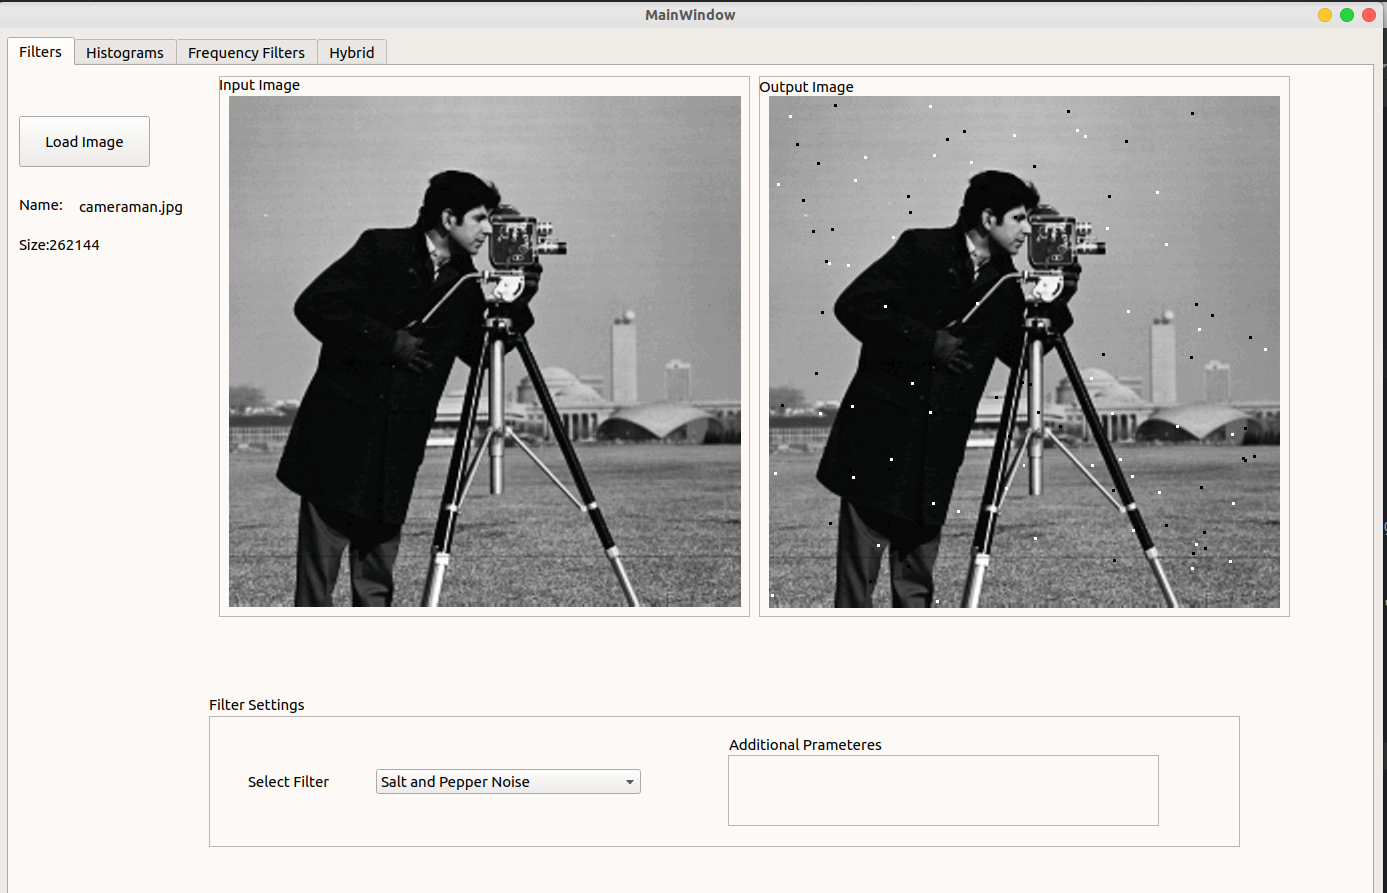 MainWindow
Filters
Histograms
Frequency Filters
Hybrid
Input Image
Output Image
Load Image
Name: cameraman.jpg
Size:262144
Filter Settings
Additional Prameteres
Select Filter
Salt and Pepper Noise